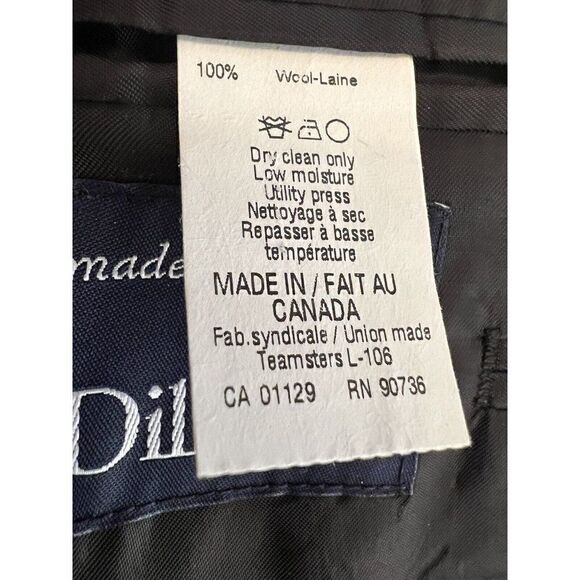 100% Wool-Laine
Dry clean only
Low moisture
Utility press
Nettoyage à sec
Repasser à basse
température
MADE IN / FAIT AU
CANADA
Fab.syndicale / Union made
Teamsters L-106
CA 01129 RN 90736
made
Dil